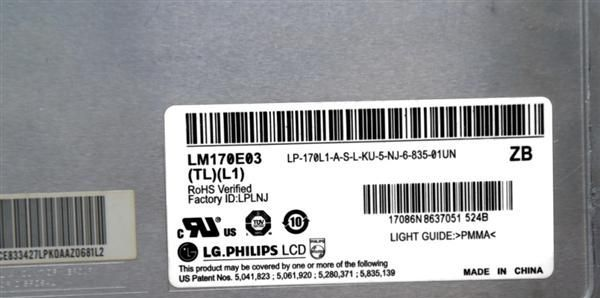 LM170E03
(TL)(L1)
LP-170L1-A-S-L-KU-5-NJ-6-835-01UN
ZB
RoHS Verified
Factory ID:LPLNJ
17086N8637051 524B
c US
10
LG.PHILIPS LCD
LIGHT GUIDE:>PMMA<
This product may be covered by one or more of the following
US Patent Nos. 5,041,823 ; 5,061,920 ; 5,280,371 ; 5,835,139
MADE IN CHINA
CE833427LPK0AAZ0681L2